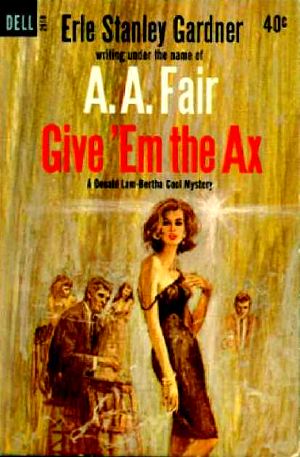 DELL
Erle Stanley Gardner
40¢
writing under the name of
A.A. Fair
Give 'Em the Ax
A Donald Lam-Bertha Cool Mystery